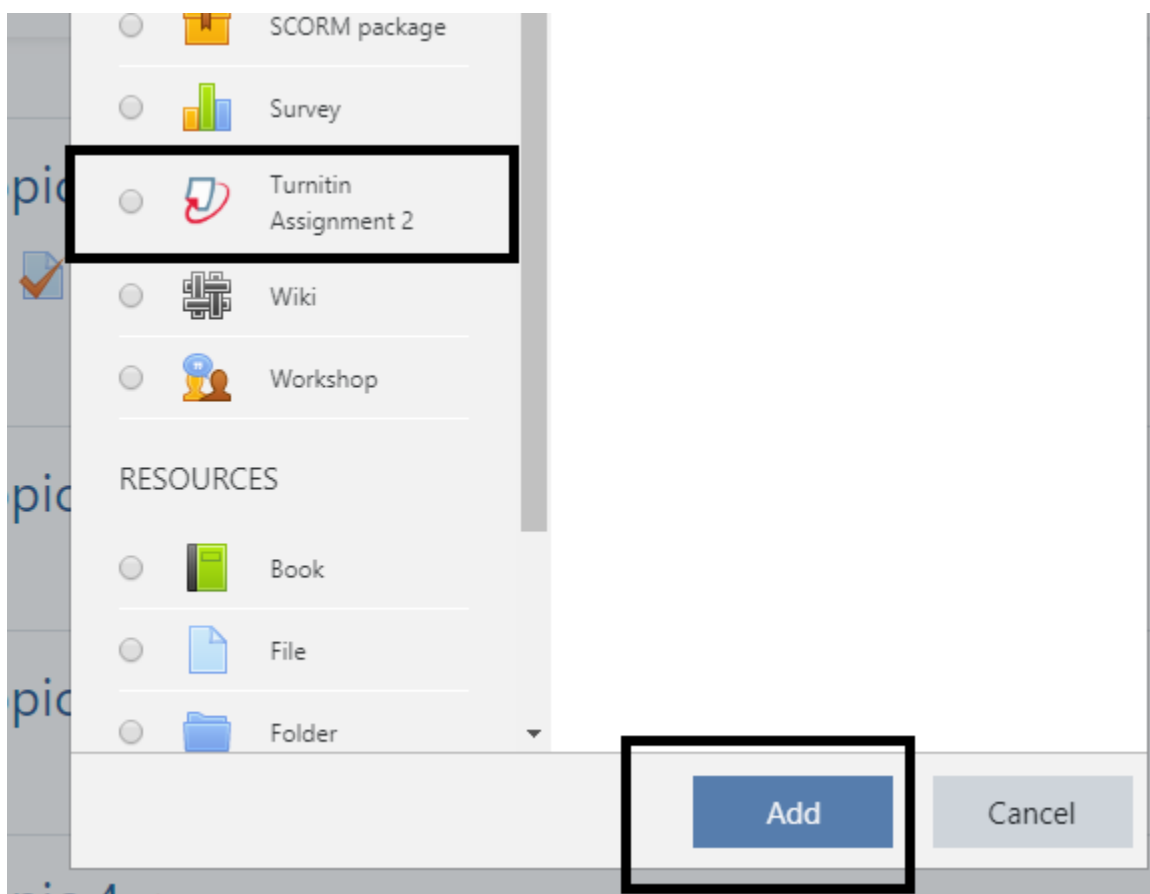 SCORM package
Survey
Turnitin
Assignment 2
Wiki
Workshop
RESOURCES
Book
File
Folder
Add
Cancel